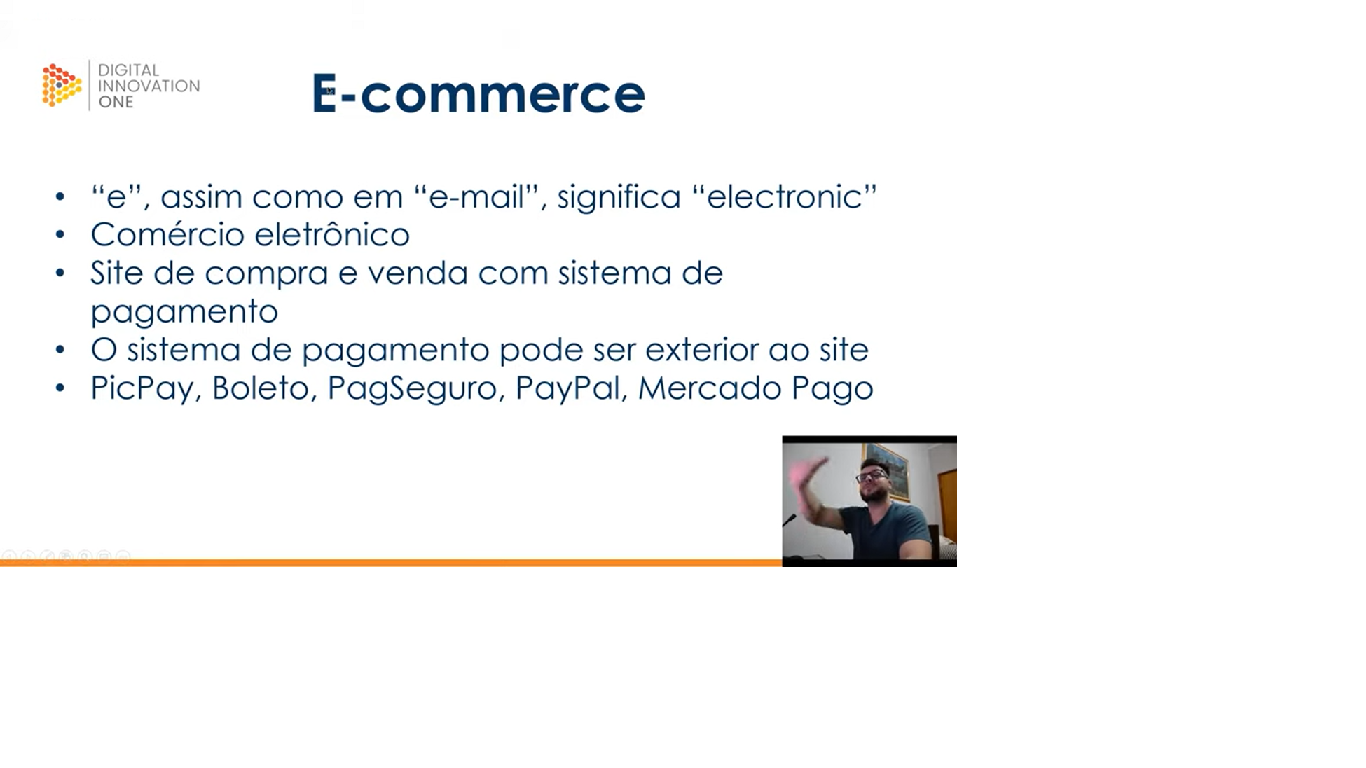 DIGITAL
INNOVATION
ONE
E-commerce
• “e”, assim como em “e-mail”, significa “electronic”
• Comércio eletrônico
• Site de compra e venda com sistema de
pagamento
• O sistema de pagamento pode ser exterior ao site
• PicPay, Boleto, PagSeguro, PayPal, Mercado Pago